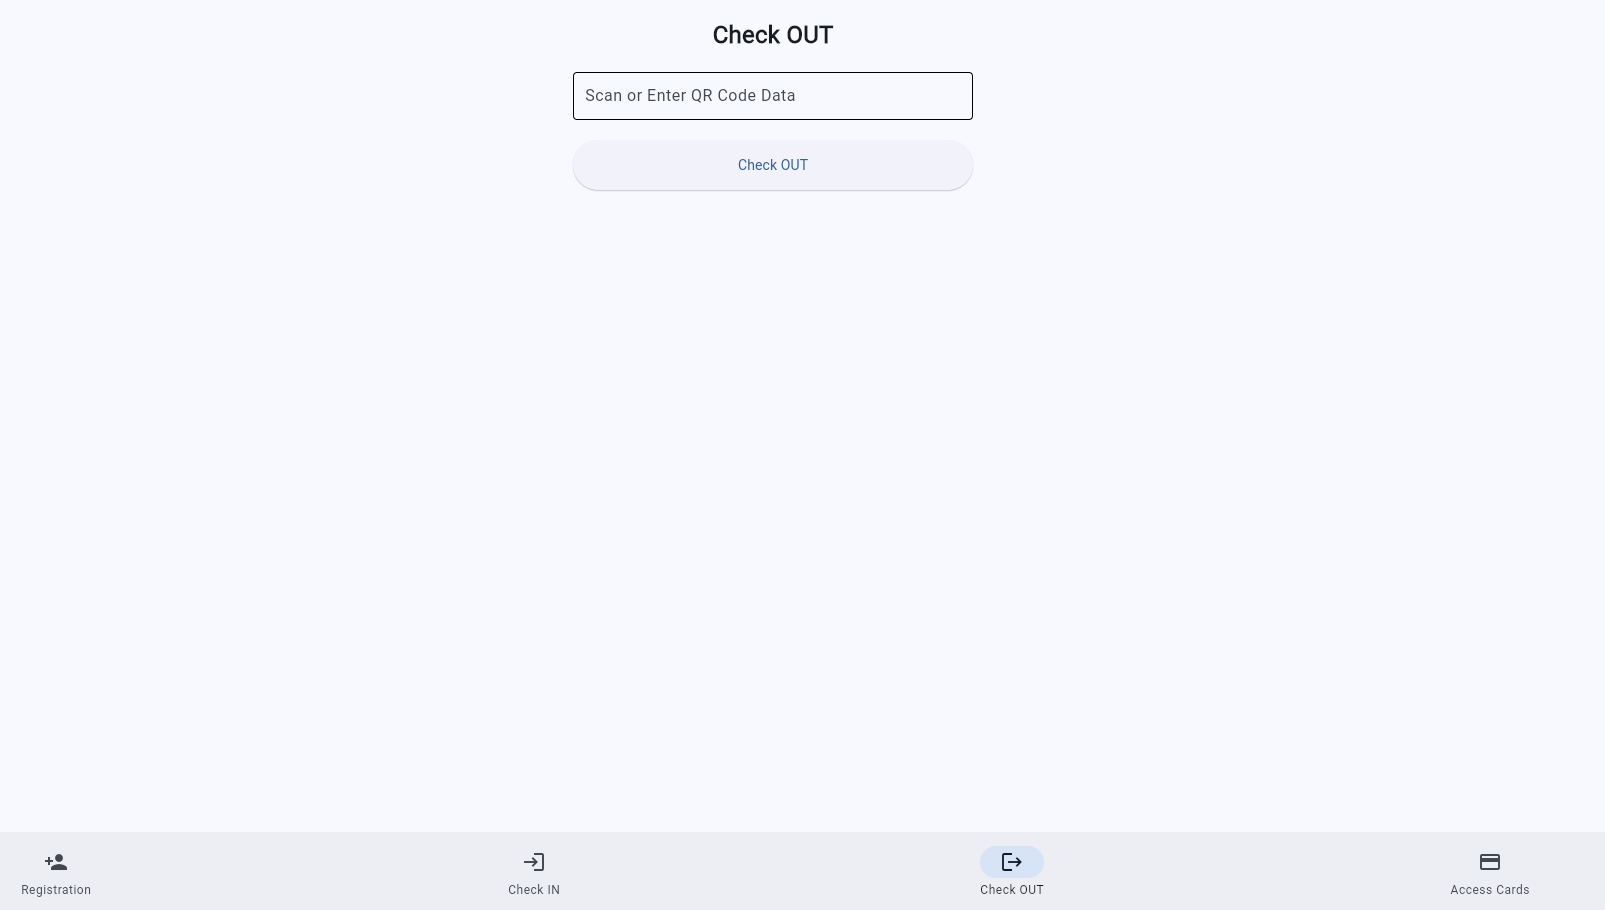 Check OUT
Scan or Enter QR Code Data
Check OUT
Registration
Check IN
Check OUT
Access Cards